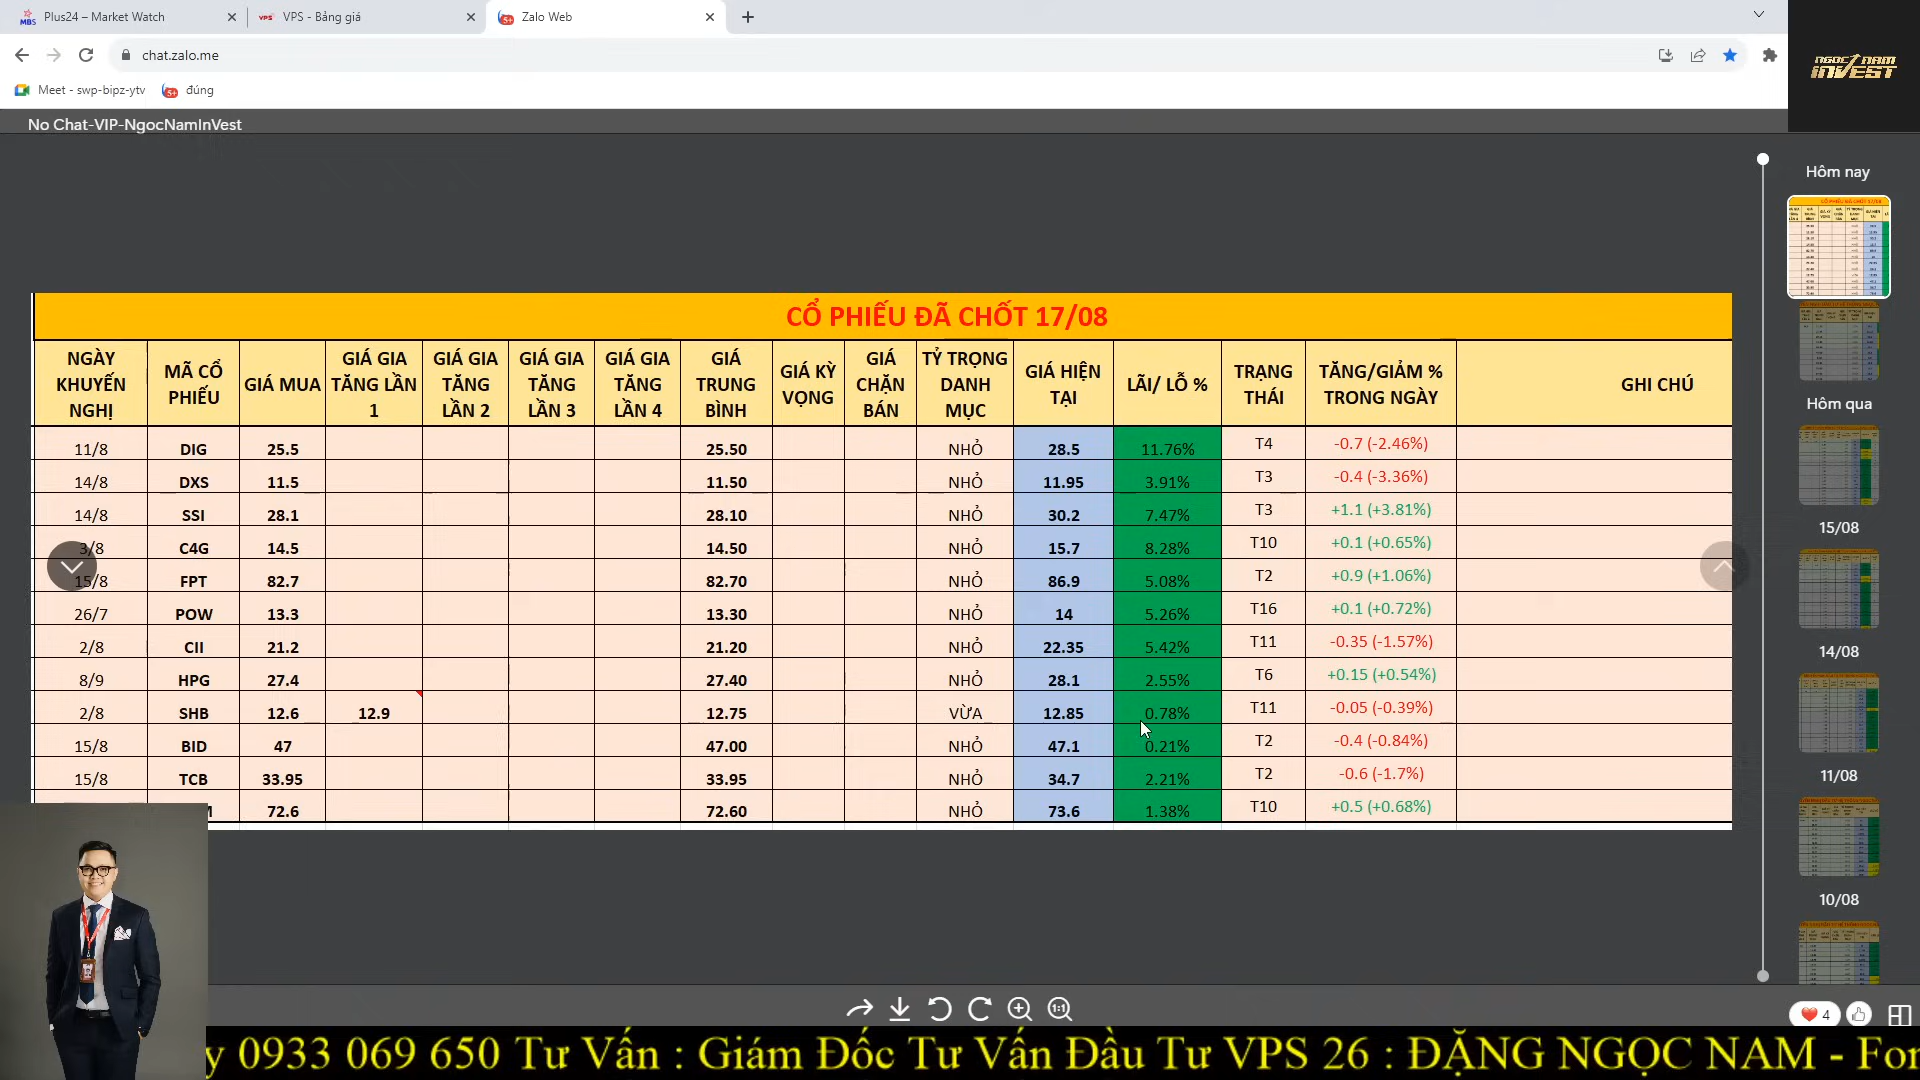 Plus24 – Market Watch
VPS - Bảng giá
Zalo Web
chat.zalo.me
Meet - swp-bipz-ytv
đúng
NGOC NAM
INVEST
No Chat-VIP-NgocNamInVest
Hôm nay
CỔ PHIẾU ĐÃ CHỐT 17/08
NGÀY KHUYẾN NGHỊ MÃ CỔ PHIẾU GIÁ MUA GIÁ GIA TĂNG LẦN 1 GIÁ GIA TĂNG LẦN 2 GIÁ GIA TĂNG LẦN 3 GIÁ GIA TĂNG LẦN 4 GIÁ TRUNG BÌNH GIÁ KỲ VỌNG GIÁ CHẶN BÁN TỶ TRỌNG DANH MỤC GIÁ HIỆN TẠI LÃI/ LỖ % TRẠNG THÁI TĂNG/GIẢM % TRONG NGÀY GHI CHÚ
11/8 DIG 25.5 25.50 NHỎ 28.5 11.76% T4 -0.7 (-2.46%)
14/8 DXS 11.5 11.50 NHỎ 11.95 3.91% T3 -0.4 (-3.36%)
14/8 SSI 28.1 28.10 NHỎ 30.2 7.47% T3 +1.1 (+3.81%)
3/8 C4G 14.5 14.50 NHỎ 15.7 8.28% T10 +0.1 (+0.65%)
15/8 FPT 82.7 82.70 NHỎ 86.9 5.08% T2 +0.9 (+1.06%)
26/7 POW 13.3 13.30 NHỎ 14 5.26% T16 +0.1 (+0.72%)
2/8 CII 21.2 21.20 NHỎ 22.35 5.42% T11 -0.35 (-1.57%)
8/9 HPG 27.4 27.40 NHỎ 28.1 2.55% T6 +0.15 (+0.54%)
2/8 SHB 12.6 12.9 12.75 VỪA 12.85 0.78% T11 -0.05 (-0.39%)
15/8 BID 47 47.00 NHỎ 47.1 0.21% T2 -0.4 (-0.84%)
15/8 TCB 33.95 33.95 NHỎ 34.7 2.21% T2 -0.6 (-1.7%)
72.6 72.60 NHỎ 73.6 1.38% T10 +0.5 (+0.68%)
Hôm qua
15/08
14/08
11/08
10/08
1:1
4
y 0933 069 650 Tư Vấn : Giám Đốc Tư Vấn Đầu Tư VPS 26 : ĐẶNG NGỌC NAM - For